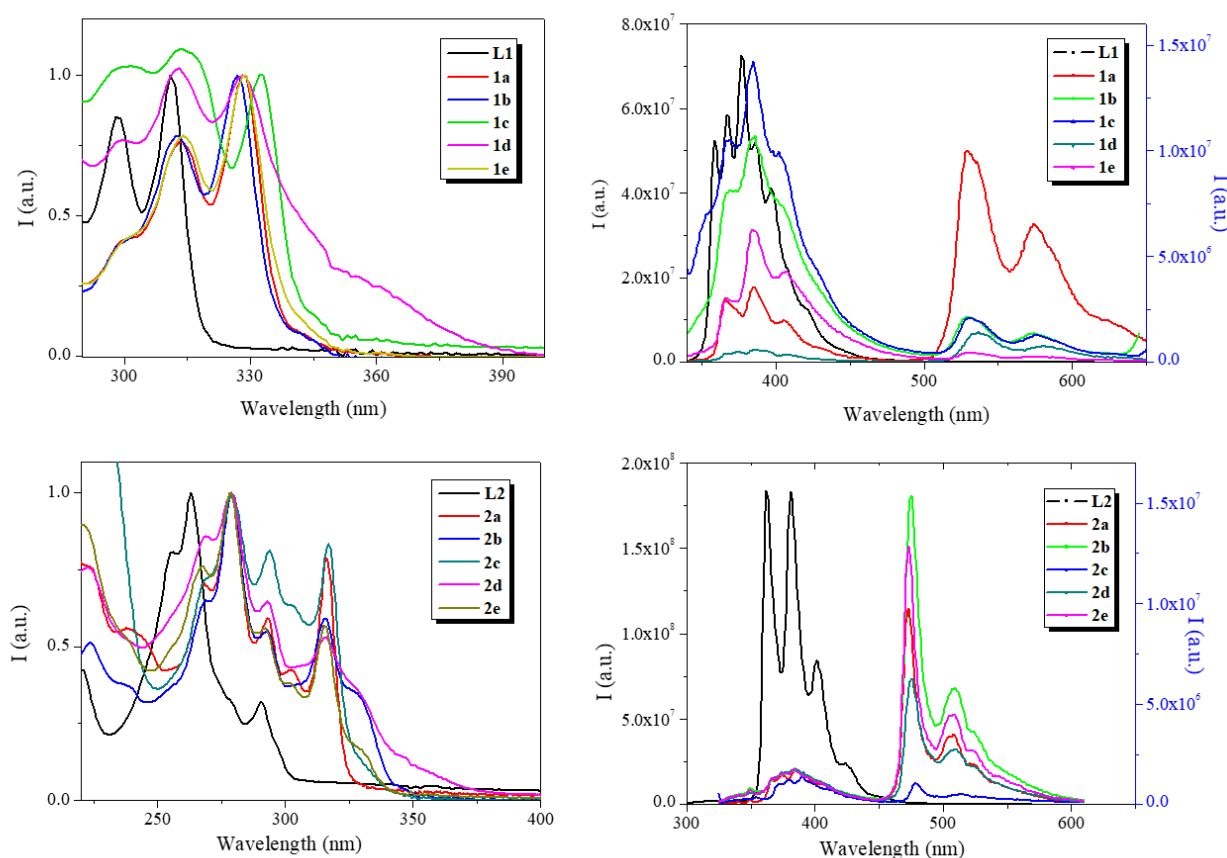 I (a.u.)
1.0
0.5
0.0
300
330
360
390
Wavelength (nm)
L1
1a
1b
1c
1d
1e
I (a.u.)
8.0x10⁷
6.0x10⁷
4.0x10⁷
2.0x10⁷
0.0
400
500
600
Wavelength (nm)
L1
1a
1b
1c
1d
1e
1.5x10⁷
1.0x10⁷
5.0x10⁶
0.0
I (a.u.)
I (a.u.)
1.0
0.5
0.0
250
300
350
400
Wavelength (nm)
L2
2a
2b
2c
2d
2e
I (a.u.)
2.0x10⁸
1.5x10⁸
1.0x10⁸
5.0x10⁷
0.0
300
400
500
600
Wavelength (nm)
L2
2a
2b
2c
2d
2e
1.5x10⁷
1.0x10⁷
5.0x10⁶
0.0
I (a.u.)